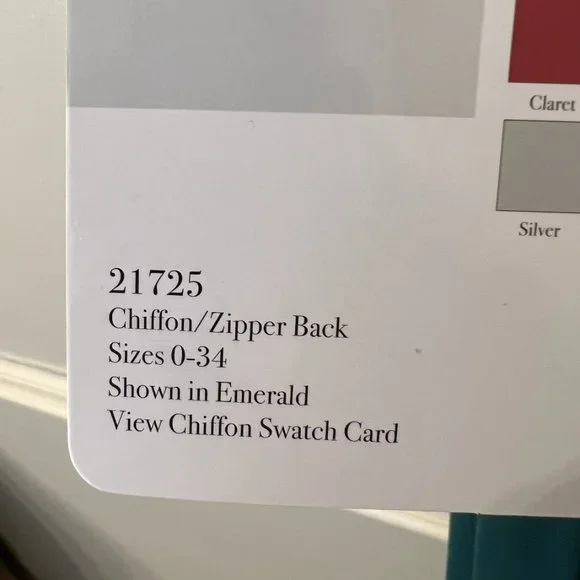 Claret
Silver
21725
Chiffon/Zipper Back
Sizes 0-34
Shown in Emerald
View Chiffon Swatch Card